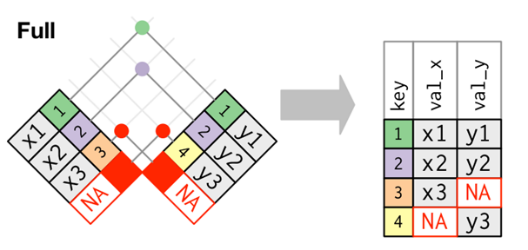 Full
1
x1
2
x2
3
x3
NA
1
y1
2
y2
4
y3
NA
key val_x val_y
1 x1 y1
2 x2 y2
3 x3 NA
4 NA y3